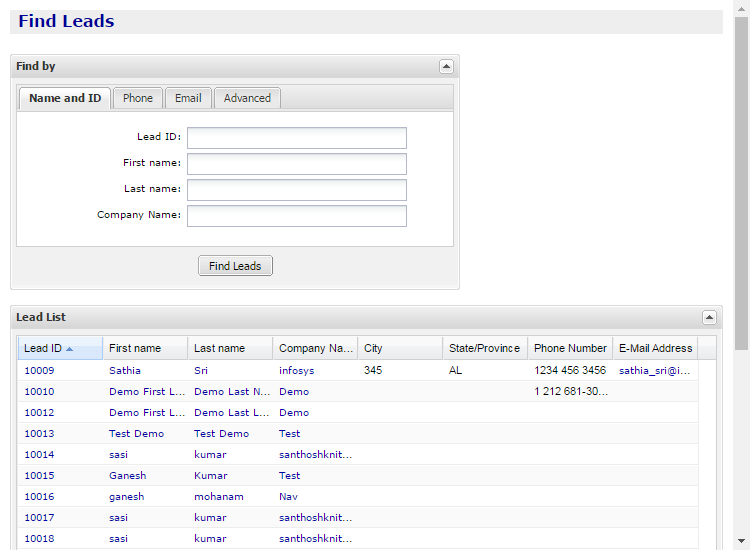 Find Leads
Find by
Name and ID Phone Email Advanced
Lead ID:
First name:
Last name:
Company Name:
Find Leads
Lead List
Lead ID First name Last name Company Na... City State/Province Phone Number E-Mail Address
10009 Sathia Sri infosys 345 AL 1234 456 3456 sathia_sri@i...
10010 Demo First L... Demo Last N... Demo 1 212 681-30...
10012 Demo First L... Demo Last L... Demo
10013 Test Demo Test Demo Test
10014 sasi kumar santhoshknit...
10015 Ganesh Kumar Test
10016 ganesh mohanam Nav
10017 sasi kumar santhoshknit...
10018 sasi kumar santhoshknit...